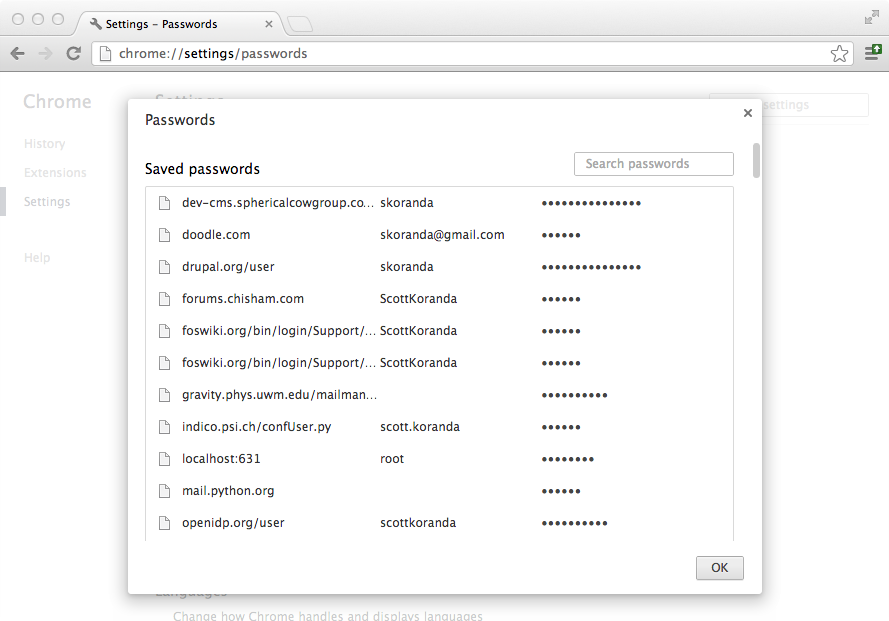 Settings - Passwords
chrome://settings/passwords
Chrome
Settings
settings
History
Extensions
Settings
Help
Passwords
Saved passwords
Search passwords
dev-cms.sphericalcowgroup.co... skoranda •••••••••••••••
doodle.com skoranda@gmail.com ••••••
drupal.org/user skoranda •••••••••••••••
forums.chisham.com ScottKoranda ••••••
foswiki.org/bin/login/Support/... ScottKoranda ••••••
foswiki.org/bin/login/Support/... ScottKoranda ••••••
gravity.phys.uwm.edu/mailman... ••••••••••
indico.psi.ch/confUser.py scott.koranda ••••••
localhost:631 root ••••••••
mail.python.org ••••••
openidp.org/user scottkoranda ••••••••••
OK
Languages
Change how Chrome handles and displays languages